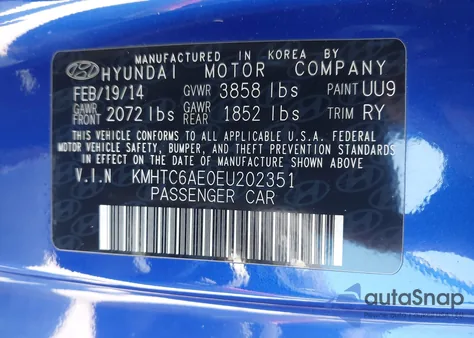 MANUFACTURED IN KOREA BY
HYUNDAI MOTOR COMPANY
FEB/19/14 GVWR 3858 lbs PAINT UU9
GAWR FRONT 2072 lbs GAWR REAR 1852 lbs TRIM RY
THIS VEHICLE CONFORMS TO ALL APPLICABLE U.S.A. FEDERAL
MOTOR VEHICLE SAFETY, BUMPER, AND THEFT PREVENTION STANDARDS
IN EFFECT ON THE DATE OF MANUFACTURE SHOWN ABOVE.
V.I.N KMHTC6AE0EU202351
PASSENGER CAR
autoSnap